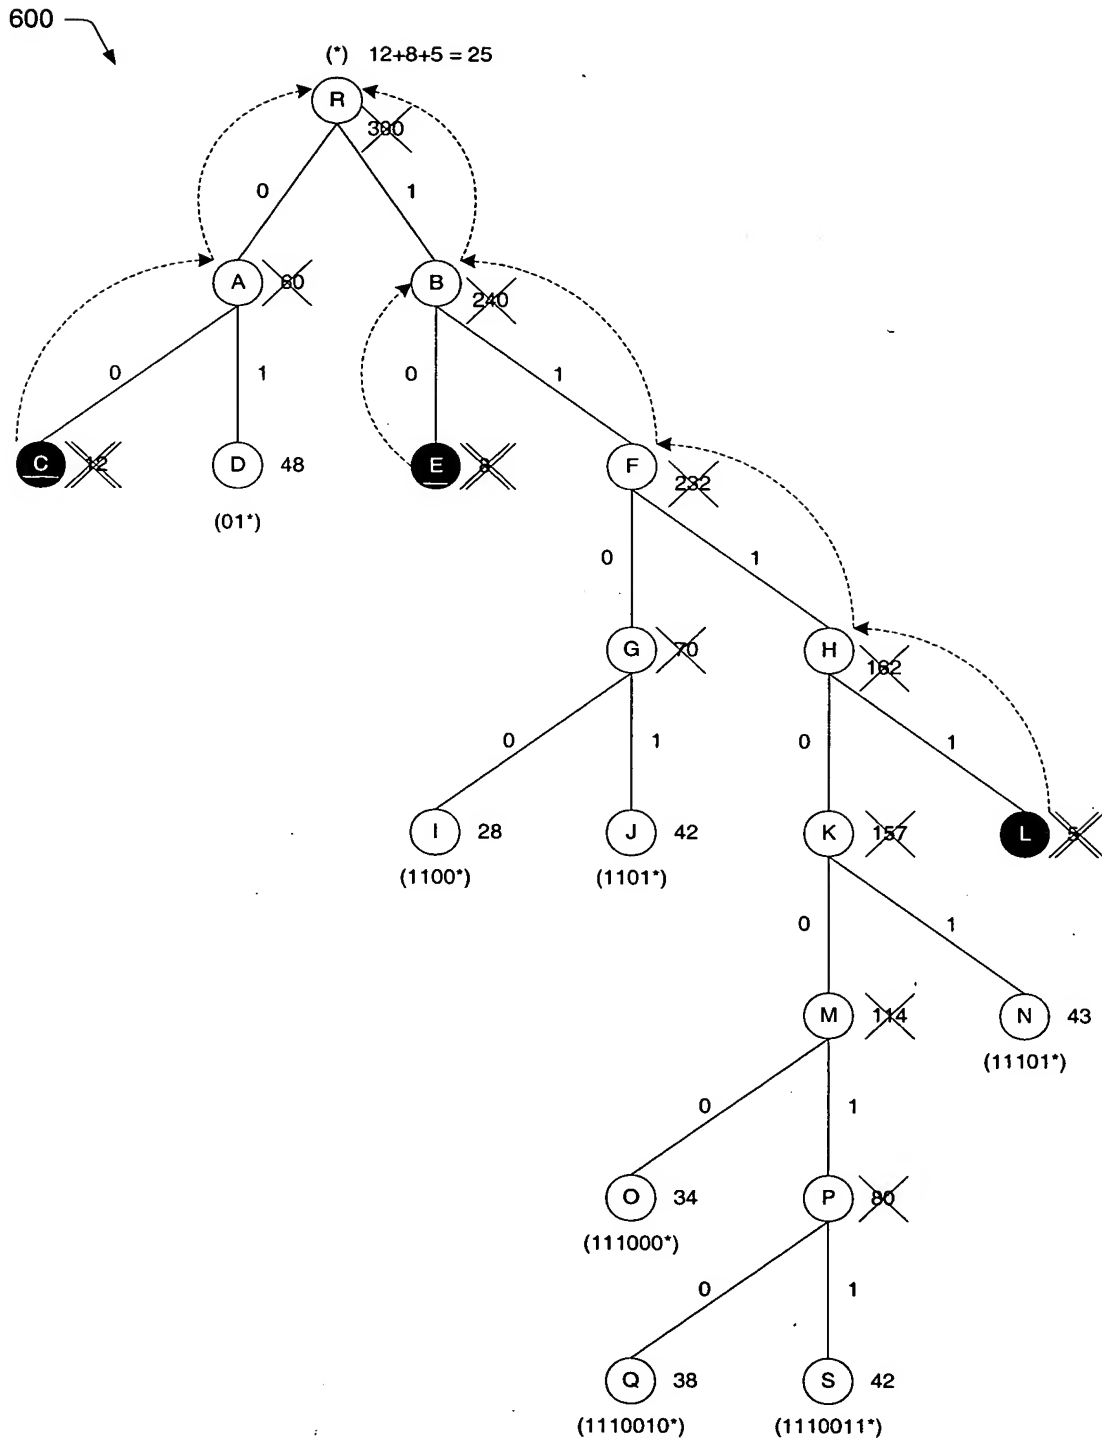 600
(*) 12+8+5 = 25
R
300
0 1
A 60 B 240
0 1 0 1
C 12 D 48 E 8 F 232
(01*)
0 1
G 70 H 162
0 1 0 1
I 28 J 42 K 157 L 5
(1100*) (1101*)
0 1
M 114 N 43
(11101*)
0 1
O 34 P 80
(111000*)
0 1
Q 38 S 42
(1110010*) (1110011*)